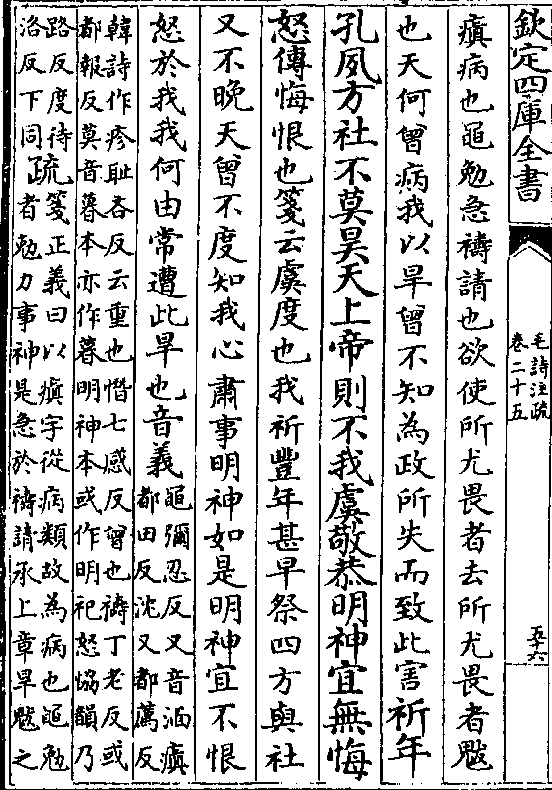 欽定四庫全書
毛詩注疏
卷二十五
五十六
瘨病也黽勉急禱請也欲使所尤畏者去所尤畏者魃
也天何曾病我以旱曾不知為政所失而致此害祈年
孔夙方社不莫昊天上帝則不我虞敬恭明神宜無悔
怒傳悔恨也箋云虞度也我祈豐年甚早祭四方與社
又不晚天曾不度知我心肅事明神如是明神宜不恨
怒於我我何由常遭此旱也音義
黽彌忍反又音湎瘨
都田反沈又都薦反
韓詩作疹耻吝反云重也憯七感反曾也禱丁老反或
都報反莫音暮本亦作暮明神本或作明祀怒協韻乃
路反度待
洛反下同
疏
箋正義曰以瘨字從病類故為病也黽勉
者勉力事神是急於禱請承上章旱魃之